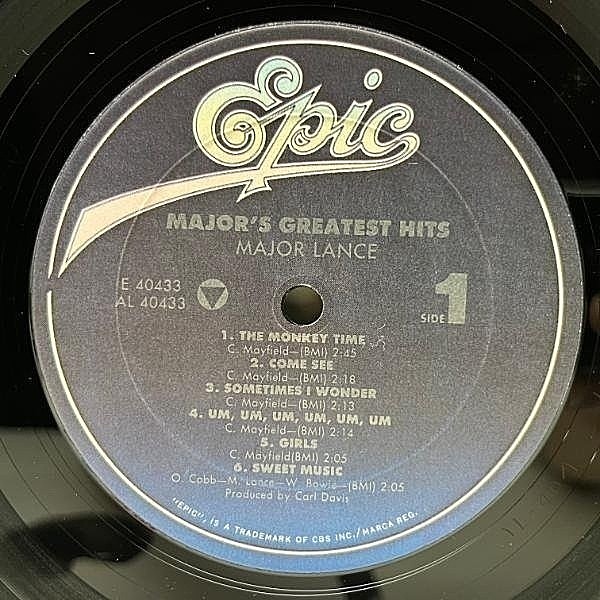 Epic
MAJOR'S GREATEST HITS
MAJOR LANCE
E 40433
AL 40433
SIDE 1
1. THE MONKEY TIME
C. Mayfield—(BMI) 2:45
2. COME SEE
C. Mayfield—(BMI) 2:18
3. SOMETIMES I WONDER
C. Mayfield—(BMI) 2:13
4. UM, UM, UM, UM, UM, UM
C. Mayfield—(BMI) 2:14
5. GIRLS
C. Mayfield(BMI) 2:05
6. SWEET MUSIC
O. Cobb—M. Lance—W. Bowie—(BMI) 2:05
Produced by Carl Davis
"EPIC", IS A TRADEMARK OF CBS INC./MARCA REG.